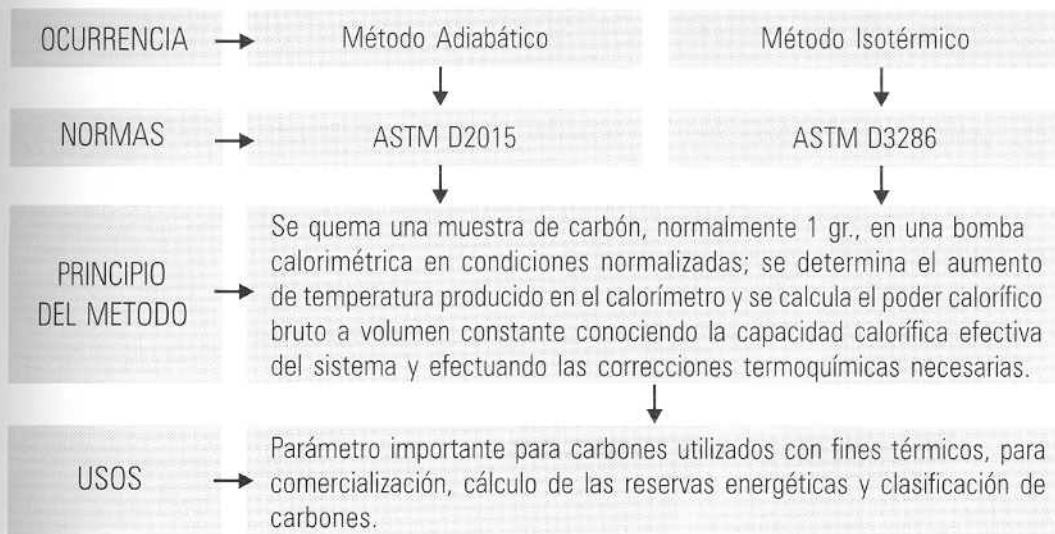 OCURRENCIA
Método Adiabático
Método Isotérmico
NORMAS
ASTM D2015
ASTM D3286
PRINCIPIO
DEL METODO
Se quema una muestra de carbón, normalmente 1 gr., en una bomba
calorimétrica en condiciones normalizadas; se determina el aumento
de temperatura producido en el calorímetro y se calcula el poder calorífico
bruto a volumen constante conociendo la capacidad calorífica efectiva
del sistema y efectuando las correcciones termoquímicas necesarias.
USOS
Parámetro importante para carbones utilizados con fines térmicos, para
comercialización, cálculo de las reservas energéticas y clasificación de
carbones.